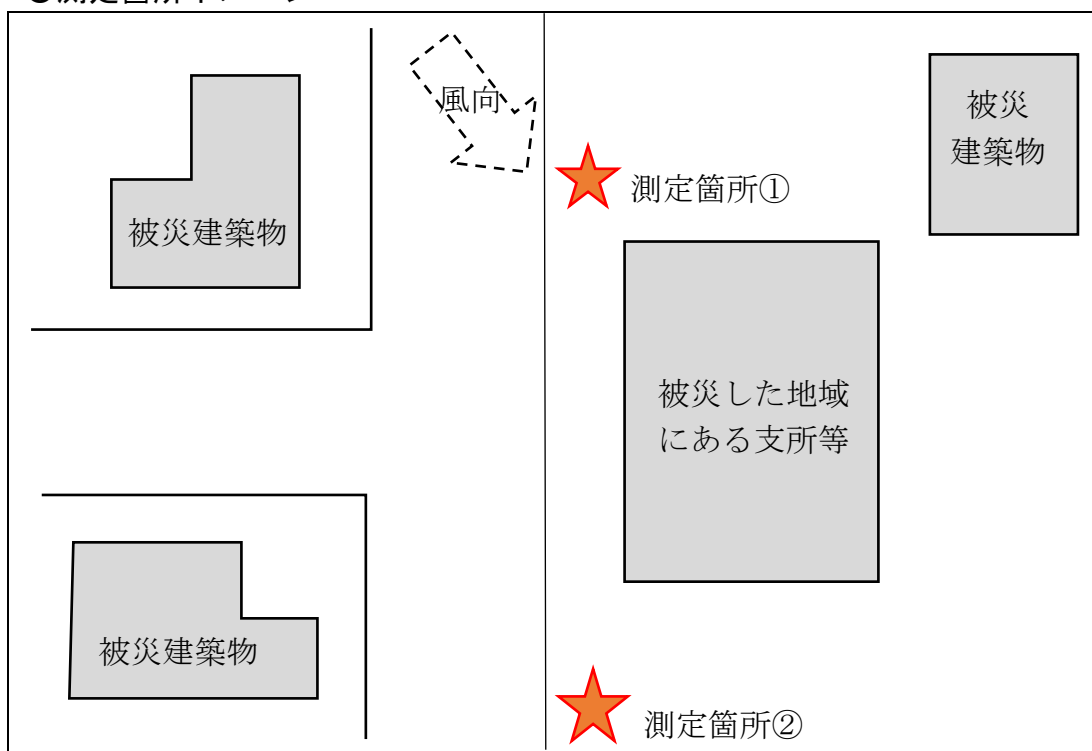 風向
被災
建築物
測定箇所①
被災建築物
被災した地域
にある支所等
被災建築物
測定箇所②